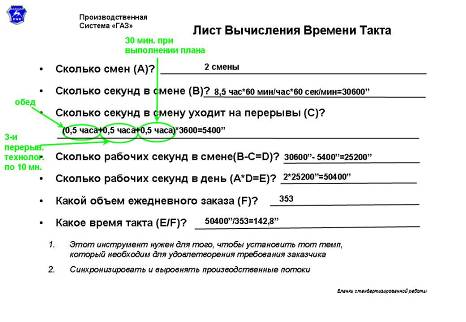 Производственная
Система «ГАЗ»
Лист Вычисления Времени Такта
30 мин. при
выполнении плана
• Сколько смен (A)? 2 смены
• Сколько секунд в смене (B)? 8,5 час*60 мин/час*60 сек/мин=30600”
обед
• Сколько секунд в смену уходит на перерывы (C)?
(0,5 часа+0,5 часа+0,5 часа)*3600=5400”
3-и
перерыв.
технолог.
по 10 мн.
• Сколько рабочих секунд в смене(B-C=D)? 30600”- 5400”=25200”
• Сколько рабочих секунд в день (A*D=E)? 2*25200”=50400”
• Какой объем ежедневного заказа (F)? 353
• Какое время такта (E/F)? 50400”/353=142,8”
1. Этот инструмент нужен для того, чтобы установить тот темп,
который необходим для удовлетворения требования заказчика
2. Синхронизировать и выровнять производственные потоки
Бланки стандартизированной работы